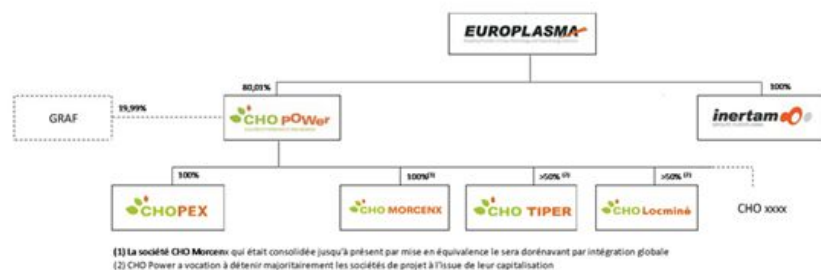 EUROPLASMA
80,01%
100%
GRAF
19,99%
CHO POWer
inertam
100%
100%(1)
>50% (2)
>50% (2)
CHOPEX
CHO MORCENX
CHO TIPER
CHO Locminé
CHO xxxx
(1) La société CHO Morcenx qui était consolidée jusqu'à présent par mise en équivalence le sera dorénavant par intégration globale
(2) CHO Power a vocation à détenir majoritairement les sociétés de projet à l'issue de leur capitalisation